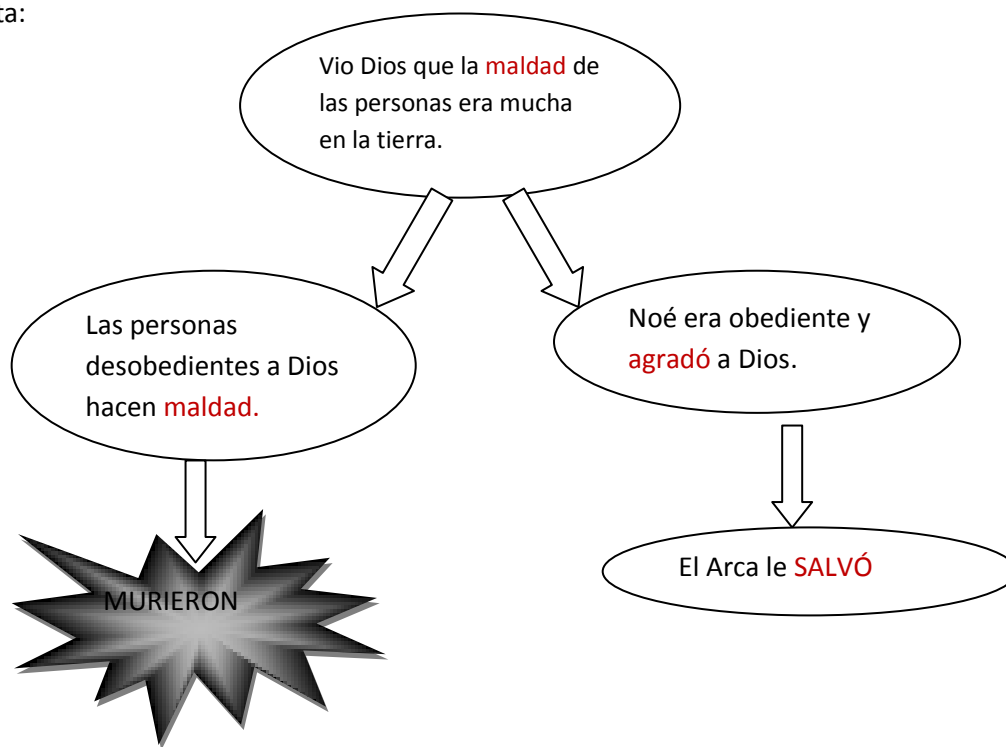 ta:
Vio Dios que la maldad de
las personas era mucha
en la tierra.
Las personas
desobedientes a Dios
hacen maldad.
Noé era obediente y
agradó a Dios.
MURIERON
El Arca le SALVÓ